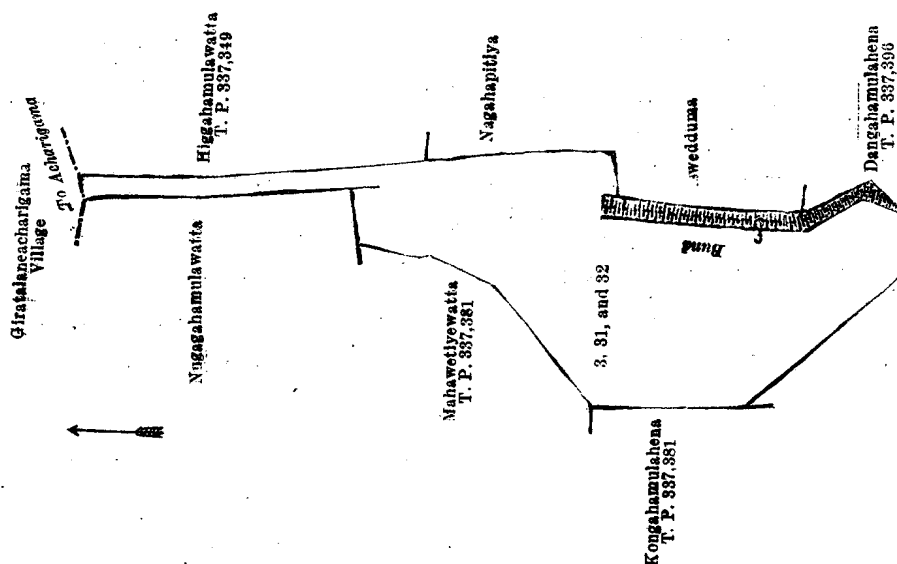 Giratalaneacharigama
Village
To Acharigama
Higgahamulawatta
T. P. 337,349
Nugagahamulawatta
Nagahapitiya
Mahawetiyewatta
T. P. 337,381
wedduma
Bund
3, 31, and 32
Dangahamulahena
T. P. 337,396
Kongahamulahena
T. P. 337,381